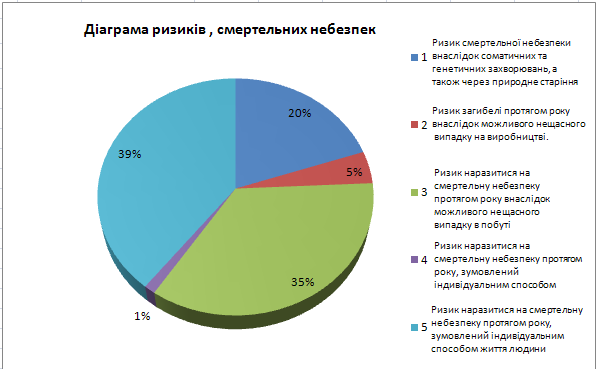 Діаграма ризиків , смертельних небезпек
20%
5%
35%
1%
39%
1 Ризик смертельної небезпеки
внаслідок соматичних та
генетичних захворювань, а
також через природне старіння
2 Ризик загибелі протягом року
внаслідок можливого нещасного
випадку на виробництві.
3 Ризик наразитися на
смертельну небезпеку
протягом року внаслідок
можливого нещасного
випадку в побуті
4 Ризик наразитися на
смертельну небезпеку протягом
року, зумовлений
індивідуальним способом
5 Ризик наразитися на смертельну
небезпеку протягом року,
зумовлений індивідуальним
способом життя людини